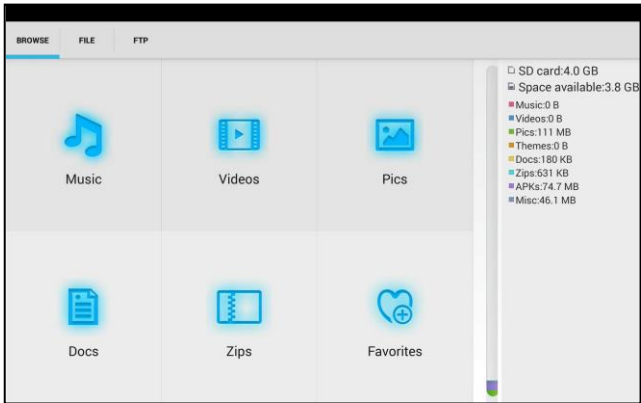 BROWSE FILE FTP
Music Videos Pics
Docs Zips Favorites
SD card:4.0 GB
Space available:3.8 GB
Music:0 B
Videos:0 B
Pics:111 MB
Themes:0 B
Docs:180 KB
Zips:631 KB
APKs:74.7 MB
Misc:46.1 MB